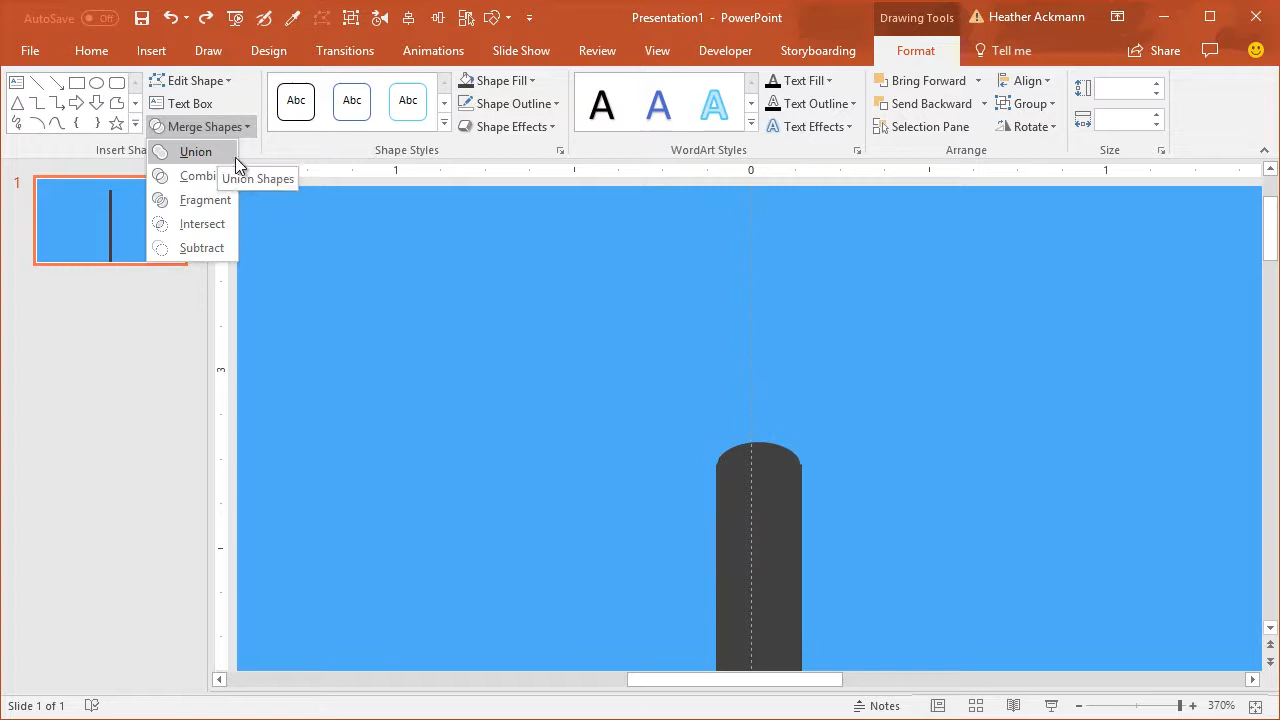 AutoSave Off Presentation1 - PowerPoint Drawing Tools Heather Ackmann
File Home Insert Draw Design Transitions Animations Slide Show Review View Developer Storyboarding Format Tell me Share
Edit Shape Text Box Merge Shapes
Abc Abc Abc
Shape Fill Shape Outline Shape Effects
A A A
Text Fill Text Outline Text Effects
Bring Forward Send Backward Selection Pane
Align Group Rotate
Insert Sha Shape Styles WordArt Styles Arrange Size
Union
Combi
Union Shapes
Fragment
Intersect
Subtract
1 0 1
1
3
1
Slide 1 of 1 Notes 370%